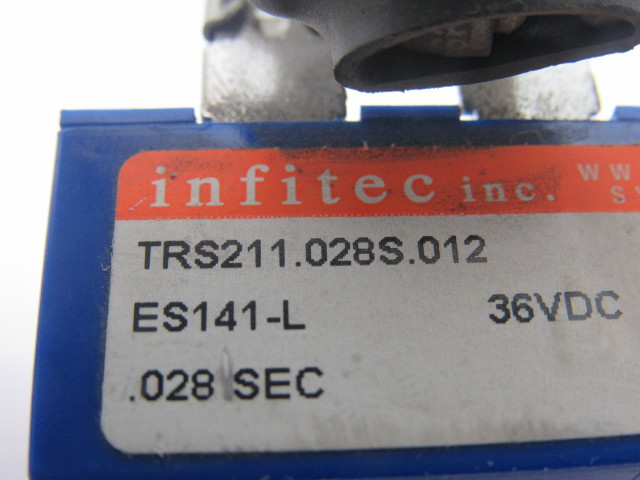 infitec inc.
TRS211.028S.012
ES141-L 36VDC
.028 SEC